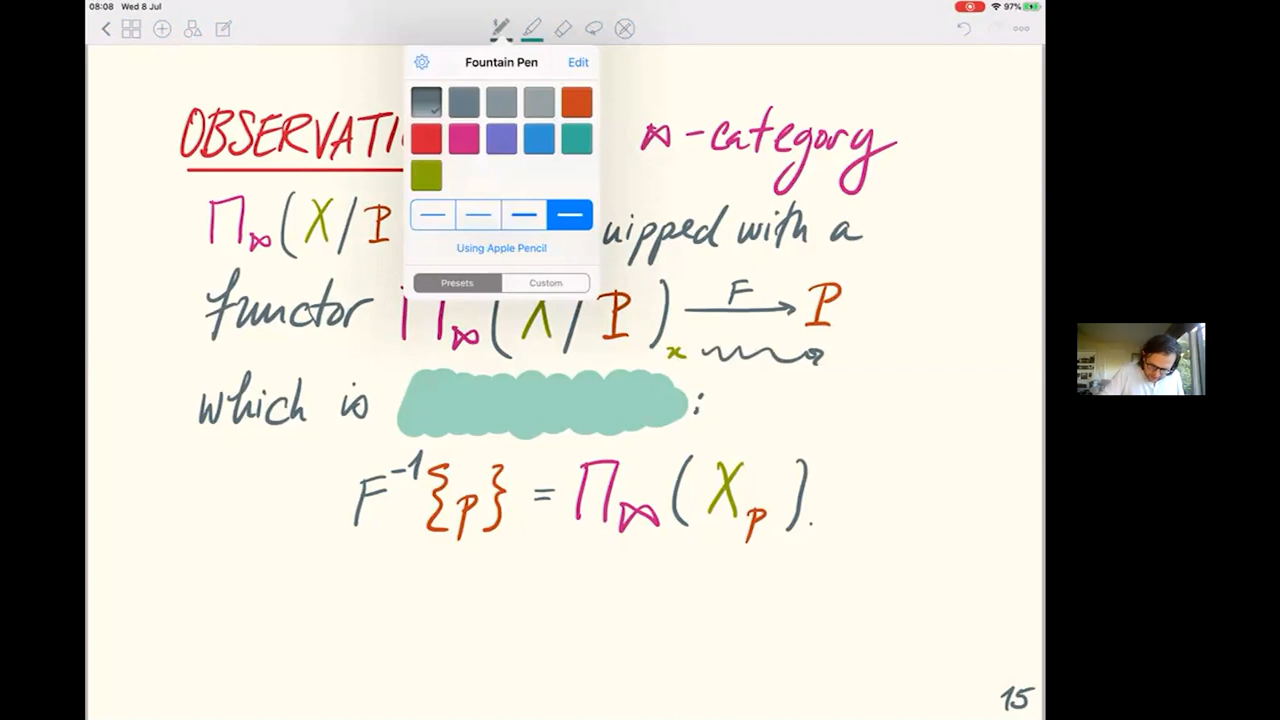 08:08 Wed 8 Jul 97%
Fountain Pen Edit
Using Apple Pencil
Presets Custom
OBSERVATI ∞-category
Π∞(X/P uipped with a
functor Π∞(X/P)x F→ P
which is :
F⁻¹{p} = Π∞(Xp).
15